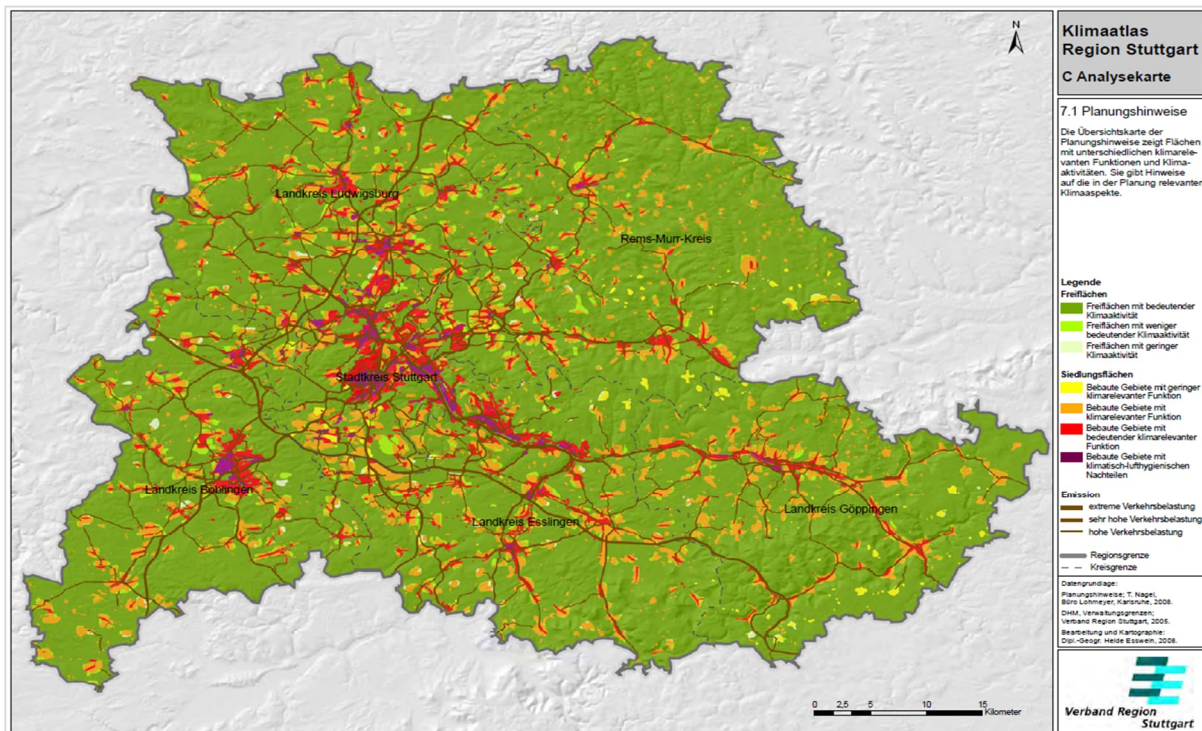 N
Klimaatlas
Region Stuttgart
C Analysekarte
7.1 Planungshinweise
Die Übersichtskarte der
Planungshinweise zeigt Flächen
mit unterschiedlichen klimarele-
vanten Funktionen und Klima-
aktivitäten. Sie gibt Hinweise
auf die in der Planung relevanten
Klimaaspekte.
Landkreis Ludwigsburg
Rems-Murr-Kreis
Stadtkreis Stuttgart
Landkreis Böblingen
Landkreis Esslingen
Landkreis Göppingen
Legende
Freiflächen
Freiflächen mit bedeutender
Klimaaktivität
Freiflächen mit weniger
bedeutender Klimaaktivität
Freiflächen mit geringer
Klimaaktivität
Siedlungsflächen
Bebaute Gebiete mit geringer
klimarelevanter Funktion
Bebaute Gebiete mit
klimarelevanter Funktion
Bebaute Gebiete mit
bedeutender klimarelevanter
Funktion
Bebaute Gebiete mit
klimatisch-lufthygienischen
Nachteilen
Emission
extreme Verkehrsbelastung
sehr hohe Verkehrsbelastung
hohe Verkehrsbelastung
Regionsgrenze
Kreisgrenze
Datengrundlage:
Planungshinweise; T. Nagel,
Büro Lohmeyer, Karlsruhe, 2008.
DHM, Verwaltungsgrenzen;
Verband Region Stuttgart, 2005.
Bearbeitung und Kartographie:
Dipl.-Geogr. Heide Esswein, 2008.
0 2,5 5 10 15
Kilometer
Verband Region
Stuttgart